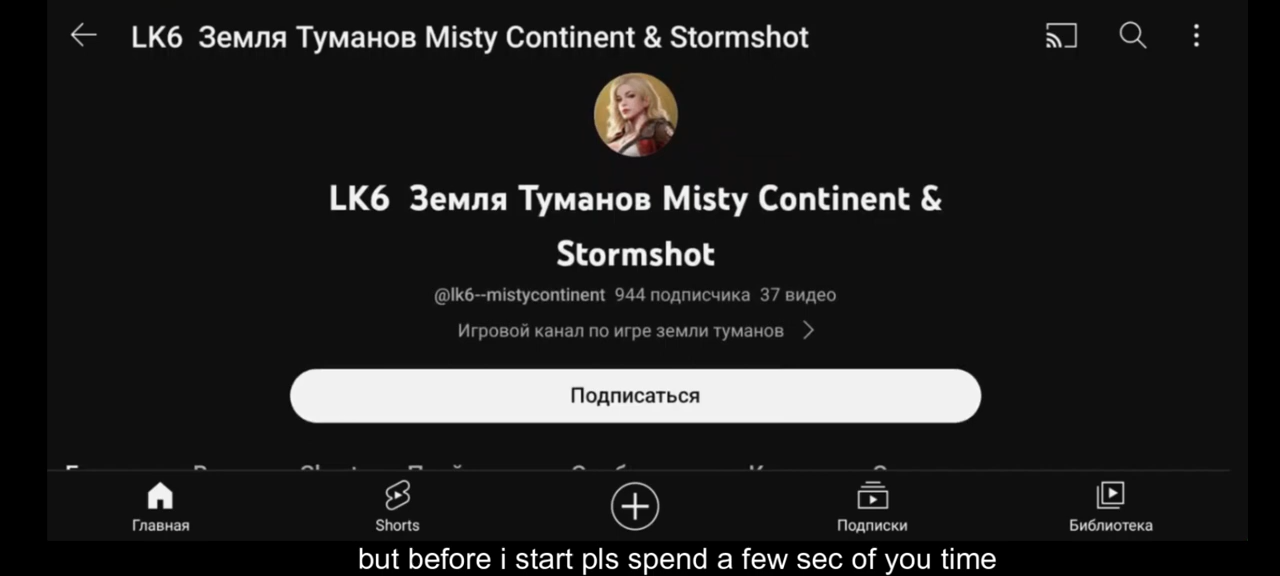 LK6 Земля Туманов Misty Continent & Stormshot
LK6 Земля Туманов Misty Continent &
Stormshot
@lk6--mistycontinent 944 подписчика 37 видео
Игровой канал по игре земли туманов
Подписаться
Главная Shorts Подписки Библиотека
but before i start pls spend a few sec of you time